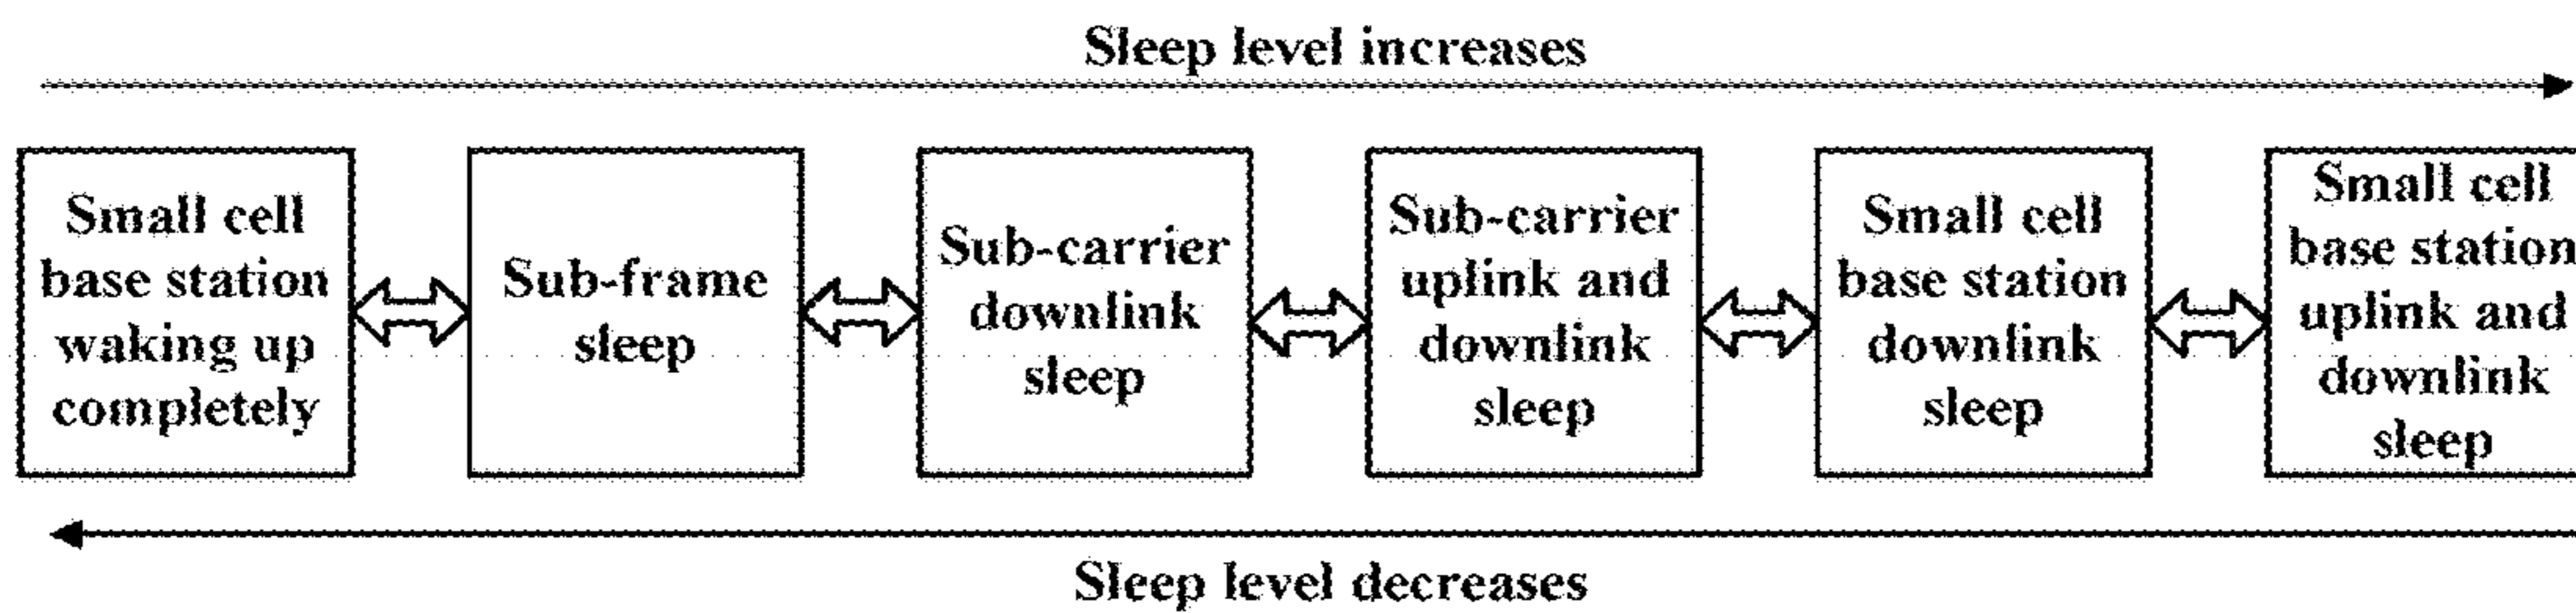 Sleep level increases
Small cell
base station
waking up
completely
Sub-frame
sleep
Sub-carrier
downlink
sleep
Sub-carrier
uplink and
downlink
sleep
Small cell
base station
downlink
sleep
Small cell
base station
uplink and
downlink
sleep
Sleep level decreases